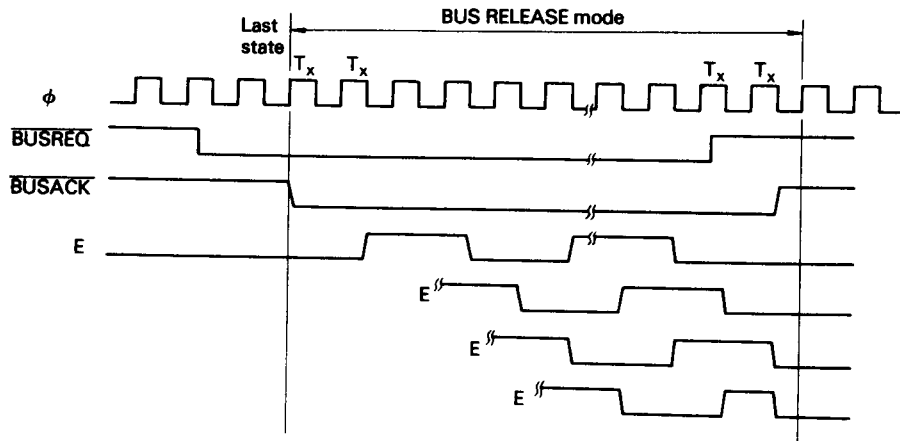 Last
state
BUS RELEASE mode
Tx Tx Tx Tx
φ
BUSREQ
BUSACK
E
E
E
E